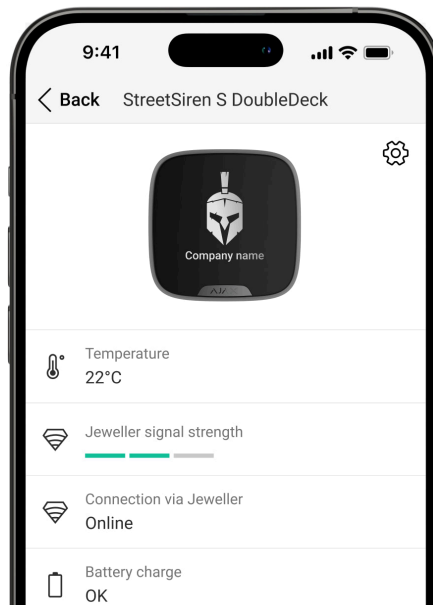 9:41
Back StreetSiren S DoubleDeck
Company name
AJAX
Temperature
22°C
Jeweller signal strength
Connection via Jeweller
Online
Battery charge
OK